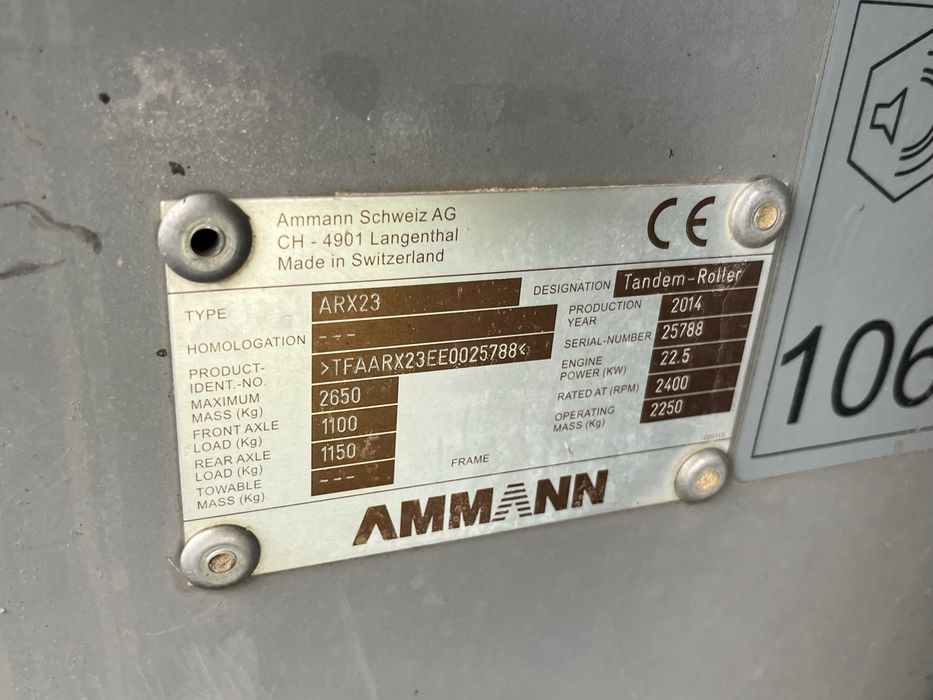 Ammann Schweiz AG
CH - 4901 Langenthal
Made in Switzerland
CE
TYPE ARX23
DESIGNATION Tandem-Roller
HOMOLOGATION ---
PRODUCTION YEAR 2014
PRODUCT-IDENT.-NO. >TFAARX23EE0025788<
SERIAL-NUMBER 25788
MAXIMUM MASS (Kg) 2650
ENGINE POWER (KW) 22.5
FRONT AXLE LOAD (Kg) 1100
RATED AT (RPM) 2400
REAR AXLE LOAD (Kg) 1150
OPERATING MASS (Kg) 2250
TOWABLE MASS (Kg) ---
FRAME
AMMANN
106